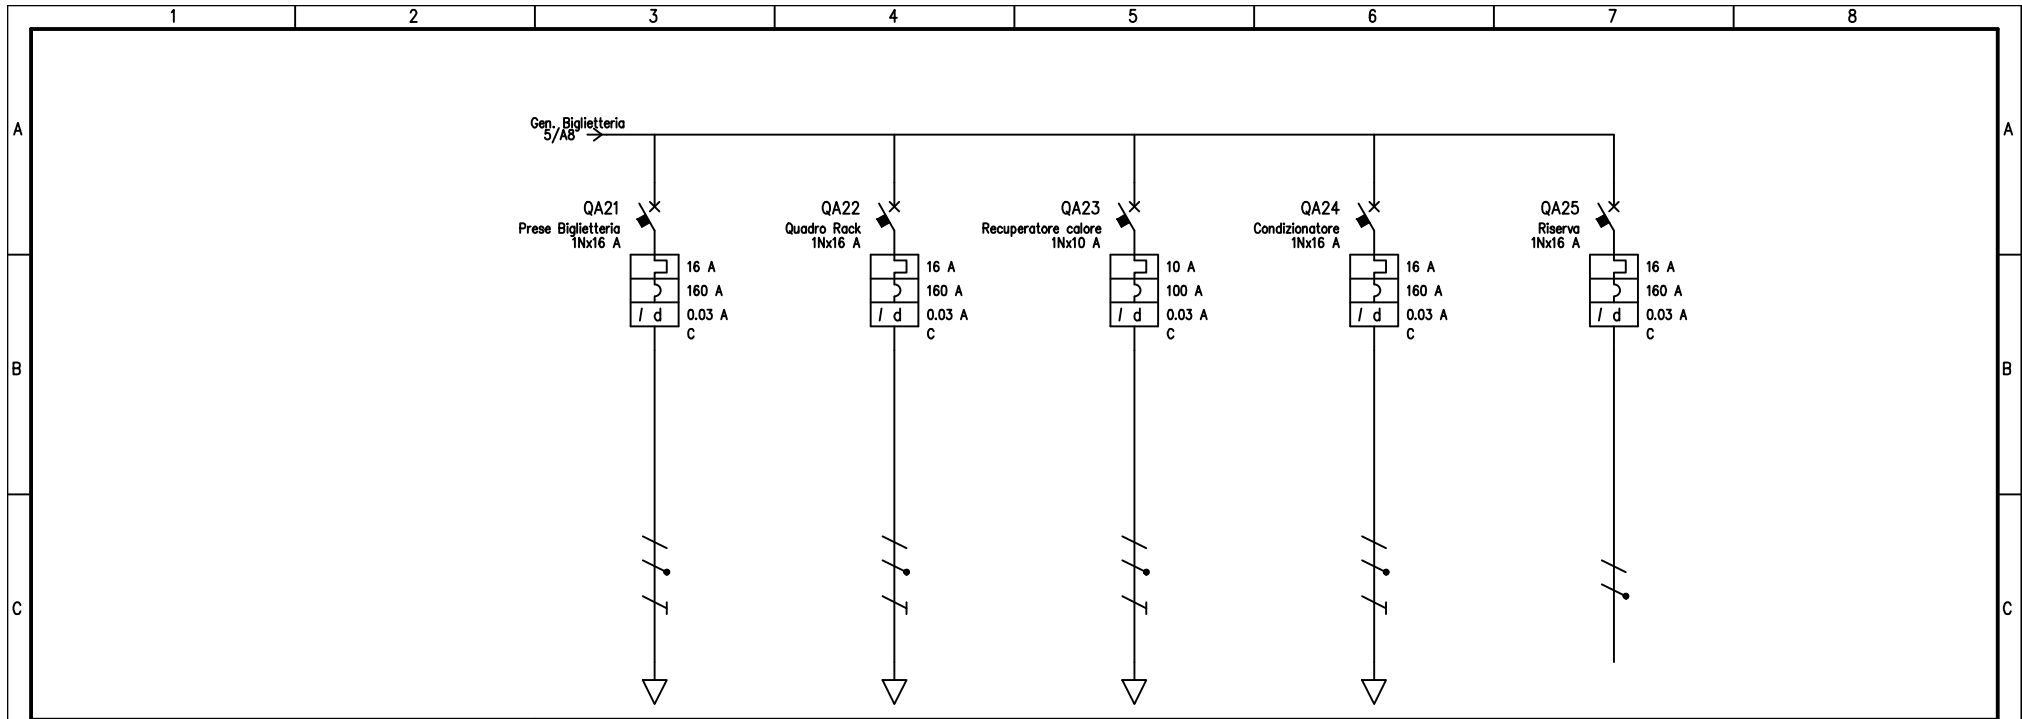 1 2 3 4 5 6 7 8
A A
Gen. Biglietteria
5/A8
QA21
Prese Biglietteria
1Nx16 A
16 A
160 A
I d 0.03 A
C
QA22
Quadro Rack
1Nx16 A
16 A
160 A
I d 0.03 A
C
QA23
Recuperatore calore
1Nx10 A
10 A
100 A
I d 0.03 A
C
QA24
Condizionatore
1Nx16 A
16 A
160 A
I d 0.03 A
C
QA25
Riserva
1Nx16 A
16 A
160 A
I d 0.03 A
C
B B
C C